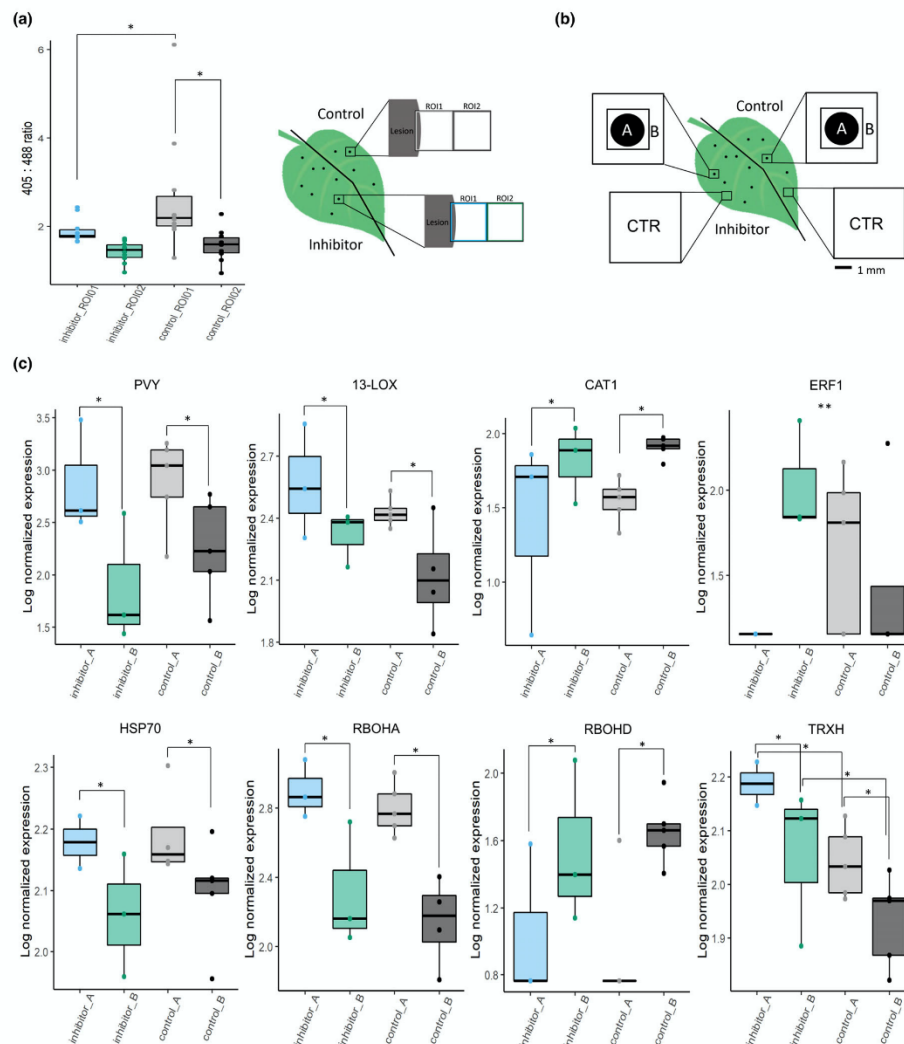 (a)
*
*
6
4
2
405 : 488 ratio
inhibitor_ROI01
inhibitor_ROI02
control_ROI01
control_ROI02
Control
Lesion
ROI1
ROI2
Lesion
ROI1
ROI2
Inhibitor
(b)
Control
A
B
A
B
CTR
CTR
Inhibitor
1 mm
(c)
PVY
*
*
3.5
3.0
2.5
2.0
1.5
Log normalized expression
inhibitor_A
inhibitor_B
control_A
control_B
13-LOX
*
*
2.7
2.4
2.1
1.8
Log normalized expression
inhibitor_A
inhibitor_B
control_A
control_B
CAT1
*
*
2.0
1.5
1.0
Log normalized expression
inhibitor_A
inhibitor_B
control_A
control_B
ERF1
**
2.4
2.0
1.6
Log normalized expression
inhibitor_A
inhibitor_B
control_A
control_B
HSP70
*
*
2.3
2.2
2.1
2.0
Log normalized expression
inhibitor_A
inhibitor_B
control_A
control_B
RBOHA
*
*
2.8
2.4
2.0
Log normalized expression
inhibitor_A
inhibitor_B
control_A
control_B
RBOHD
*
*
2.0
1.6
1.2
0.8
Log normalized expression
inhibitor_A
inhibitor_B
control_A
control_B
TRXH
*
*
*
*
2.2
2.1
2.0
1.9
Log normalized expression
inhibitor_A
inhibitor_B
control_A
control_B